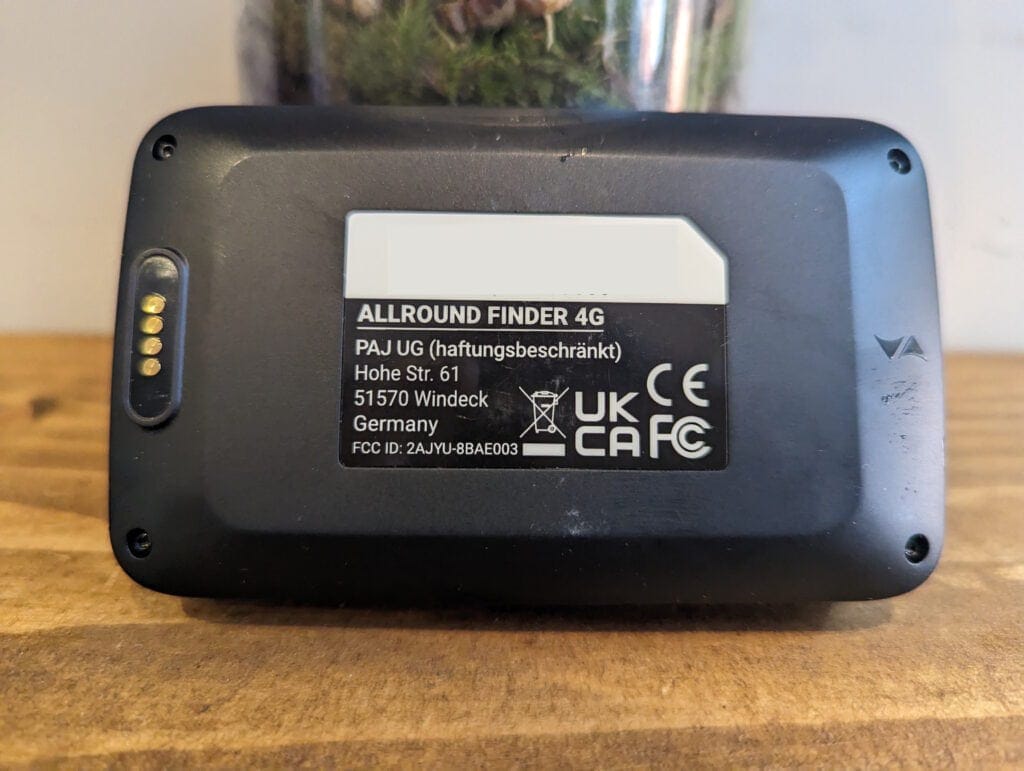 ALLROUND FINDER 4G
PAJ UG (haftungsbeschränkt)
Hohe Str. 61
51570 Windeck
Germany
FCC ID: 2AJYU-8BAE003
UK
CA
CE
FC